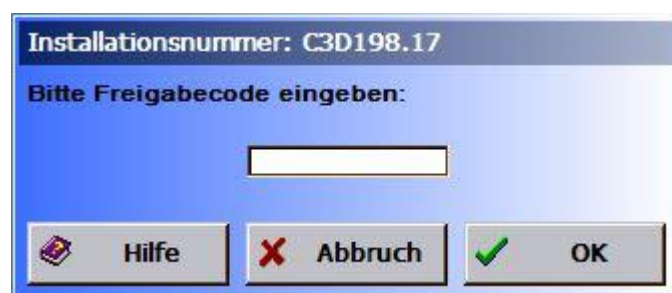 Installationsnummer: C3D198.17
Bitte Freigabecode eingeben:
Hilfe
Abbruch
OK